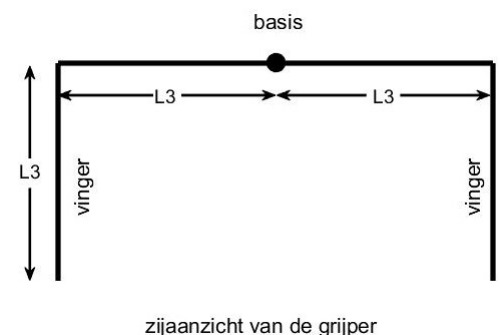 basis
L3
L3
L3
vinger
vinger
zijaanzicht van de grijper